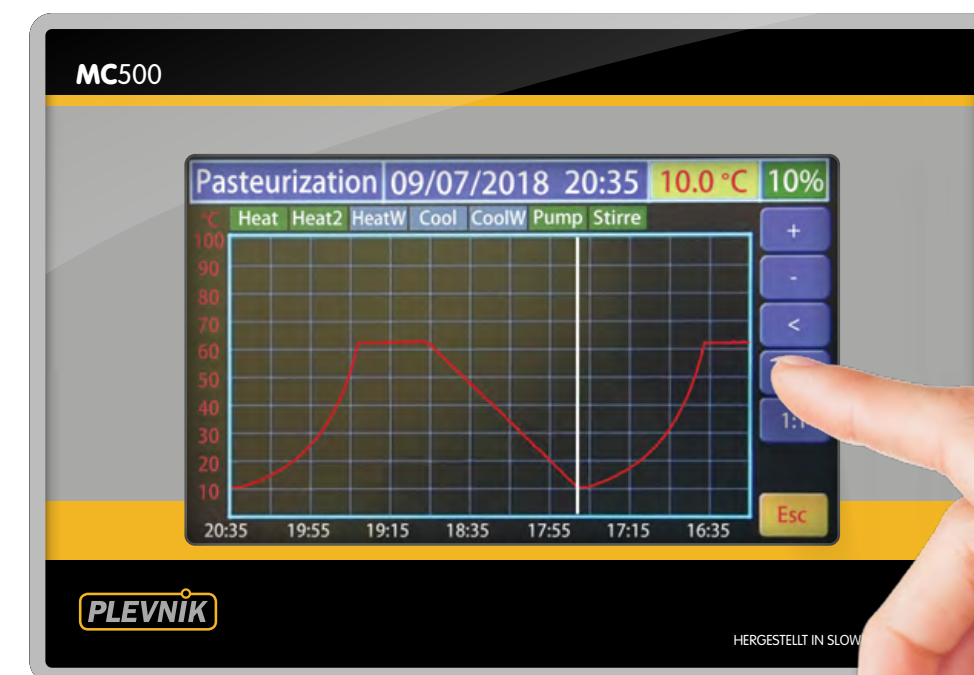 MC500
Pasteurization 09/07/2018 20:35 10.0 °C 10%
°C Heat Heat2 HeatW Cool CoolW Pump Stirre
+
100
90
-
80
70
<
60
50
40
1:1
30
20
10
Esc
20:35 19:55 19:15 18:35 17:55 17:15 16:35
PLEVNIK
HERGESTELLT IN SLOW